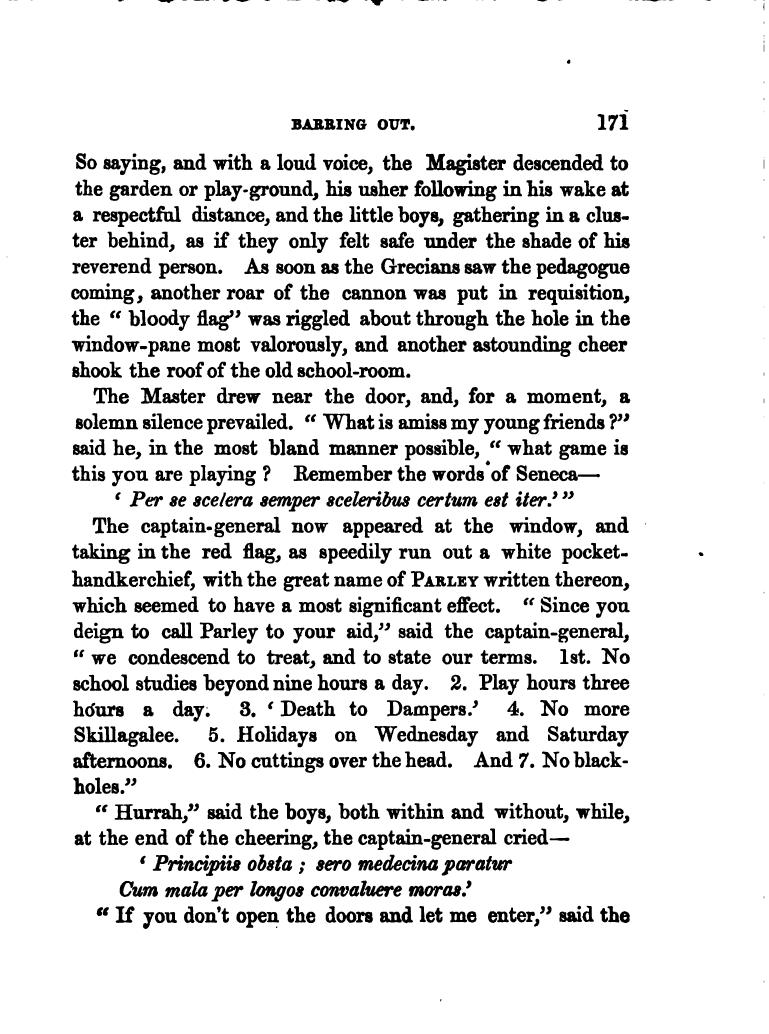 BARRING OUT. 171
So saying, and with a loud voice, the Magister descended to
the garden or play-ground, his usher following in his wake at
a respectful distance, and the little boys, gathering in a clus-
ter behind, as if they only felt safe under the shade of his
reverend person. As soon as the Grecians saw the pedagogue
coming, another roar of the cannon was put in requisition,
the “ bloody flag” was riggled about through the hole in the
window-pane most valorously, and another astounding cheer
shook the roof of the old school-room.
The Master drew near the door, and, for a moment, a
solemn silence prevailed. “ What is amiss my young friends ?”
said he, in the most bland manner possible, “ what game is
this you are playing ? Remember the words of Seneca—
‘ Per se scelera semper sceleribus certum est iter.’ ”
The captain-general now appeared at the window, and
taking in the red flag, as speedily run out a white pocket-
handkerchief, with the great name of PARLEY written thereon,
which seemed to have a most significant effect. “ Since you
deign to call Parley to your aid,” said the captain-general,
“ we condescend to treat, and to state our terms. 1st. No
school studies beyond nine hours a day. 2. Play hours three
hours a day. 3. ‘ Death to Dampers.’ 4. No more
Skillagalee. 5. Holidays on Wednesday and Saturday
afternoons. 6. No cuttings over the head. And 7. No black-
holes.”
“ Hurrah,” said the boys, both within and without, while,
at the end of the cheering, the captain-general cried—
‘ Principiis obsta ; sero medecina paratur
Cum mala per longos convaluere moras.’
“ If you don't open the doors and let me enter,” said the